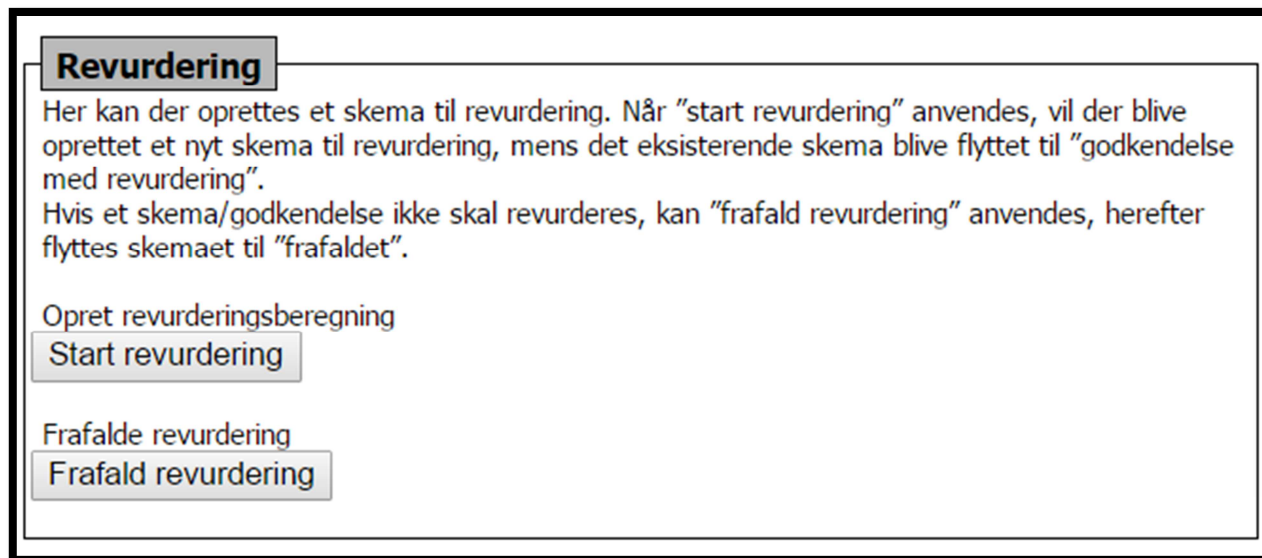 Revurdering
Her kan der oprettes et skema til revurdering. Når ”start revurdering” anvendes, vil der blive
oprettet et nyt skema til revurdering, mens det eksisterende skema blive flyttet til ”godkendelse
med revurdering”.
Hvis et skema/godkendelse ikke skal revurderes, kan ”frafald revurdering” anvendes, herefter
flyttes skemaet til ”frafaldet”.
Opret revurderingsberegning
Start revurdering
Frafalde revurdering
Frafald revurdering